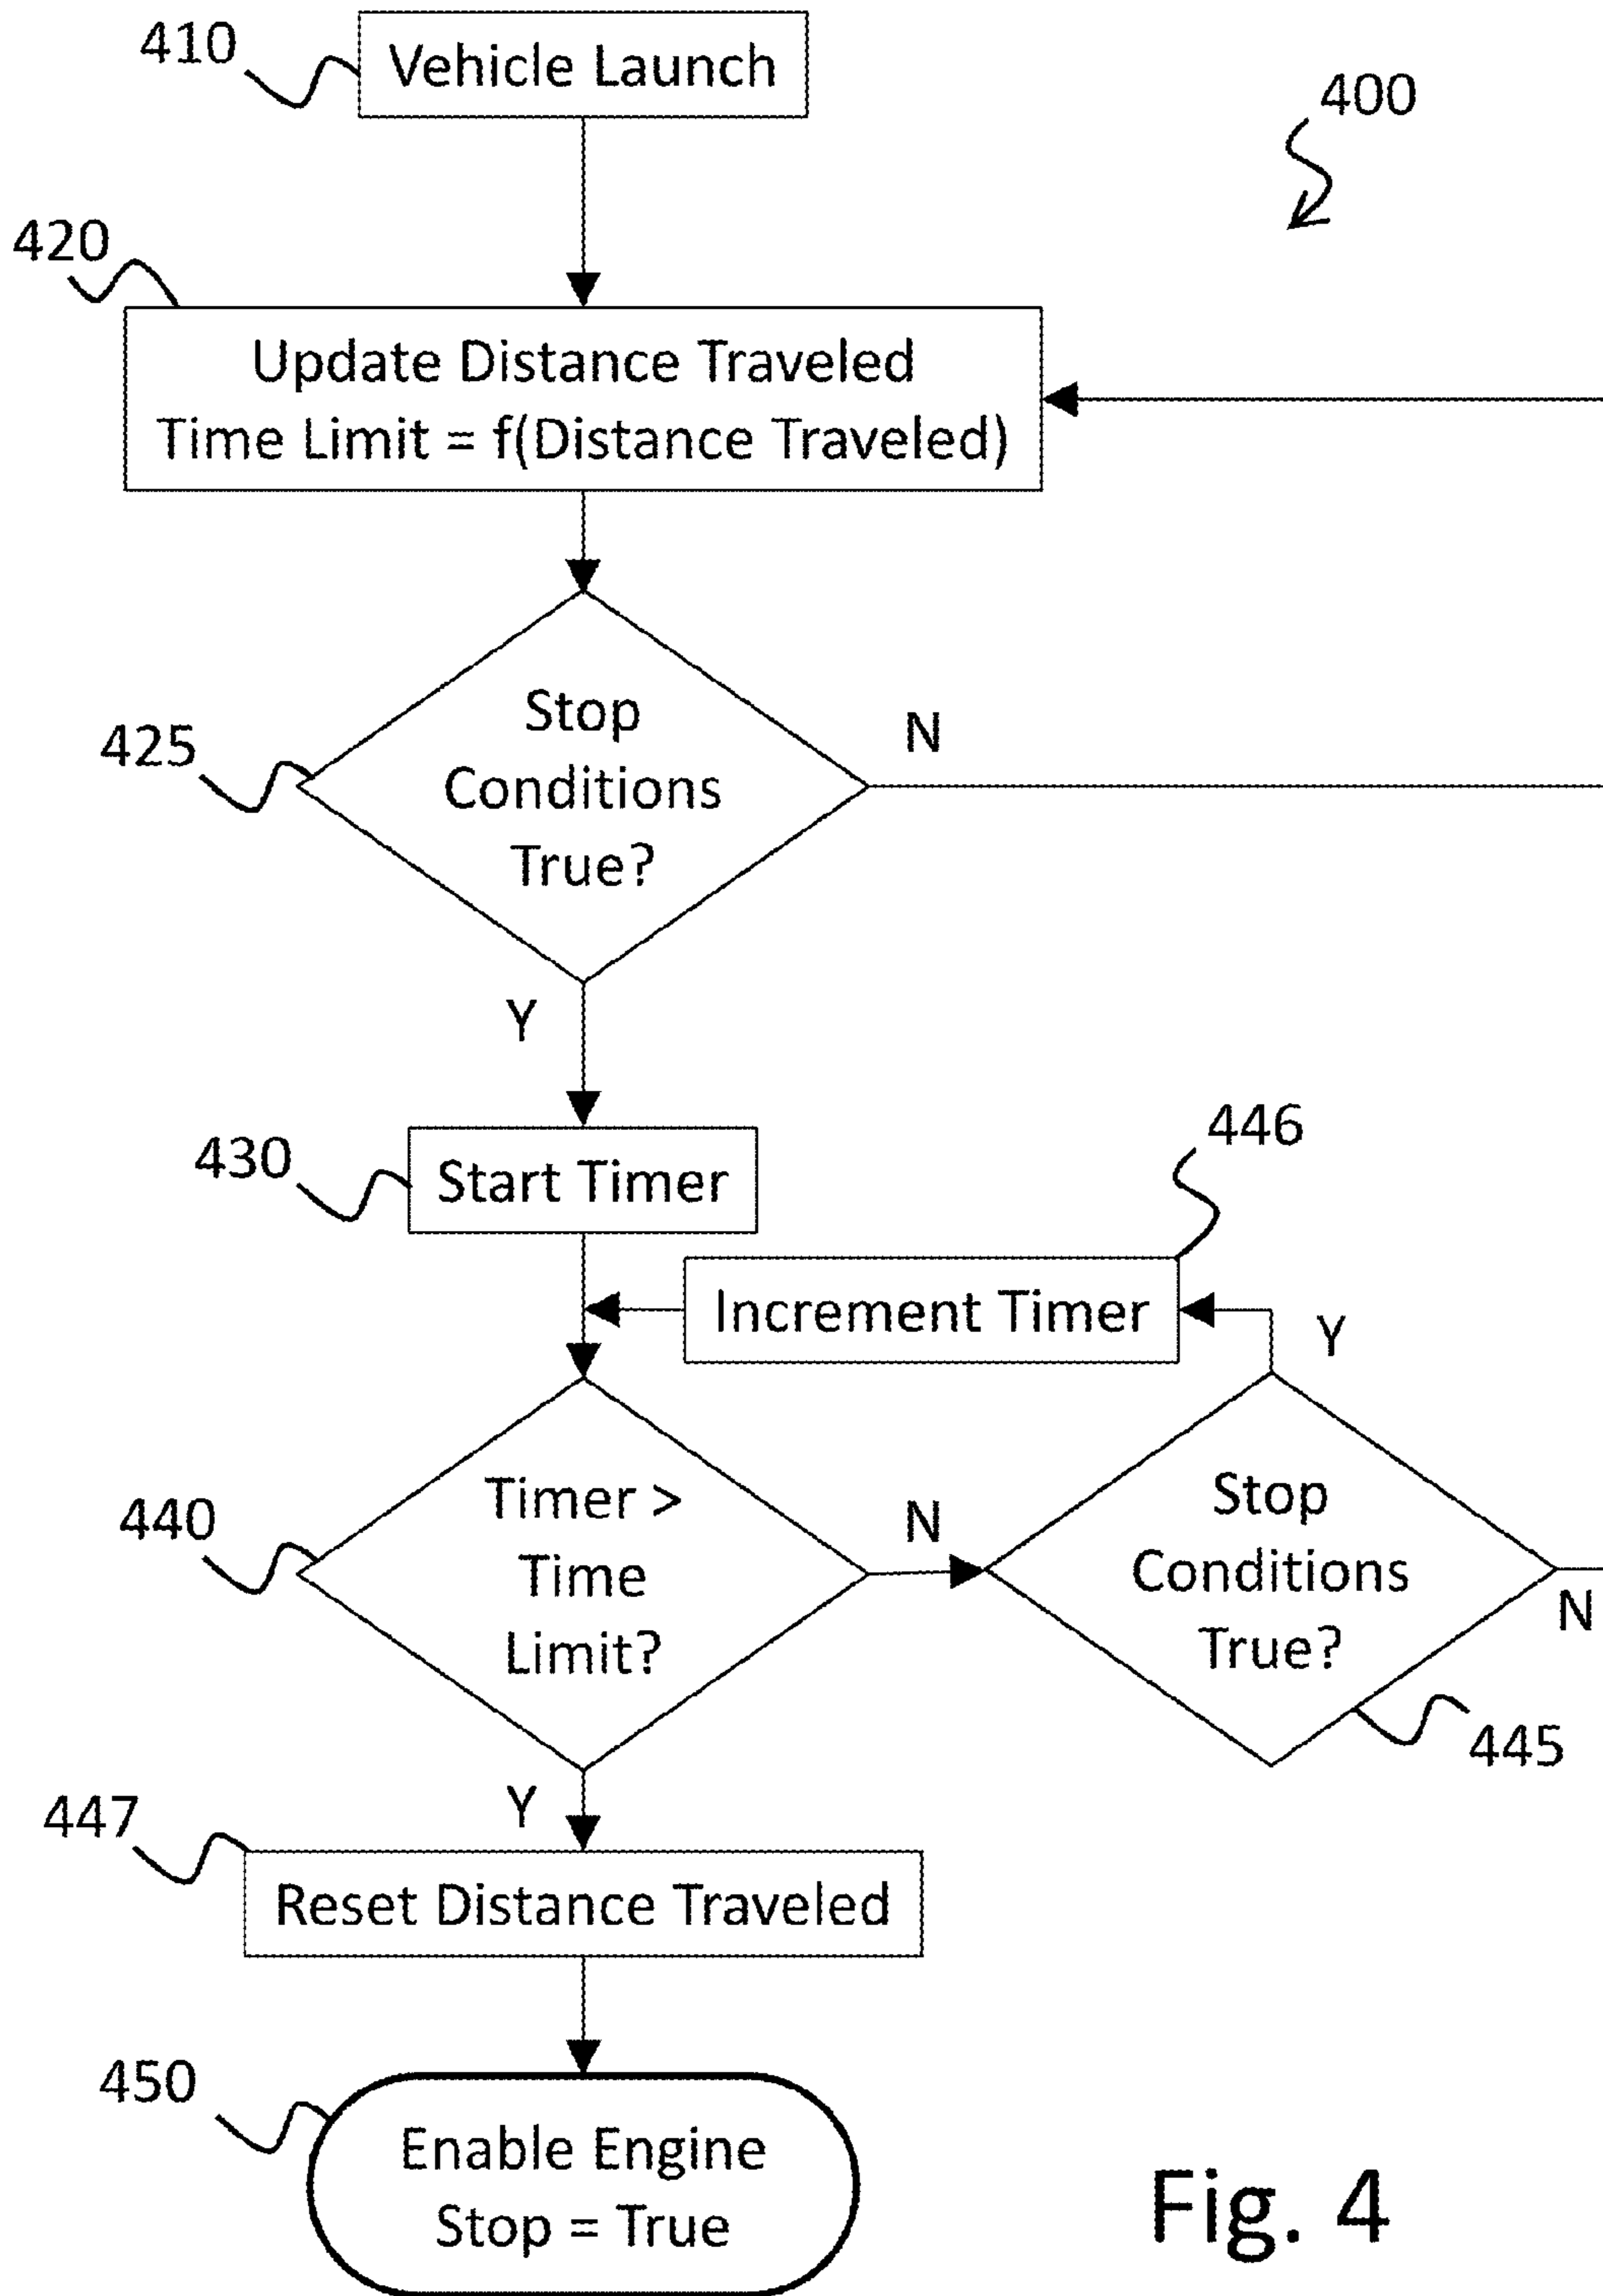 410
Vehicle Launch
400
420
Update Distance Traveled
Time Limit = f(Distance Traveled)
425
Stop
Conditions
True?
N
Y
430
Start Timer
446
Increment Timer
Y
440
Timer >
Time
Limit?
N
Stop
Conditions
True?
N
445
Y
447
Reset Distance Traveled
450
Enable Engine
Stop = True
Fig. 4